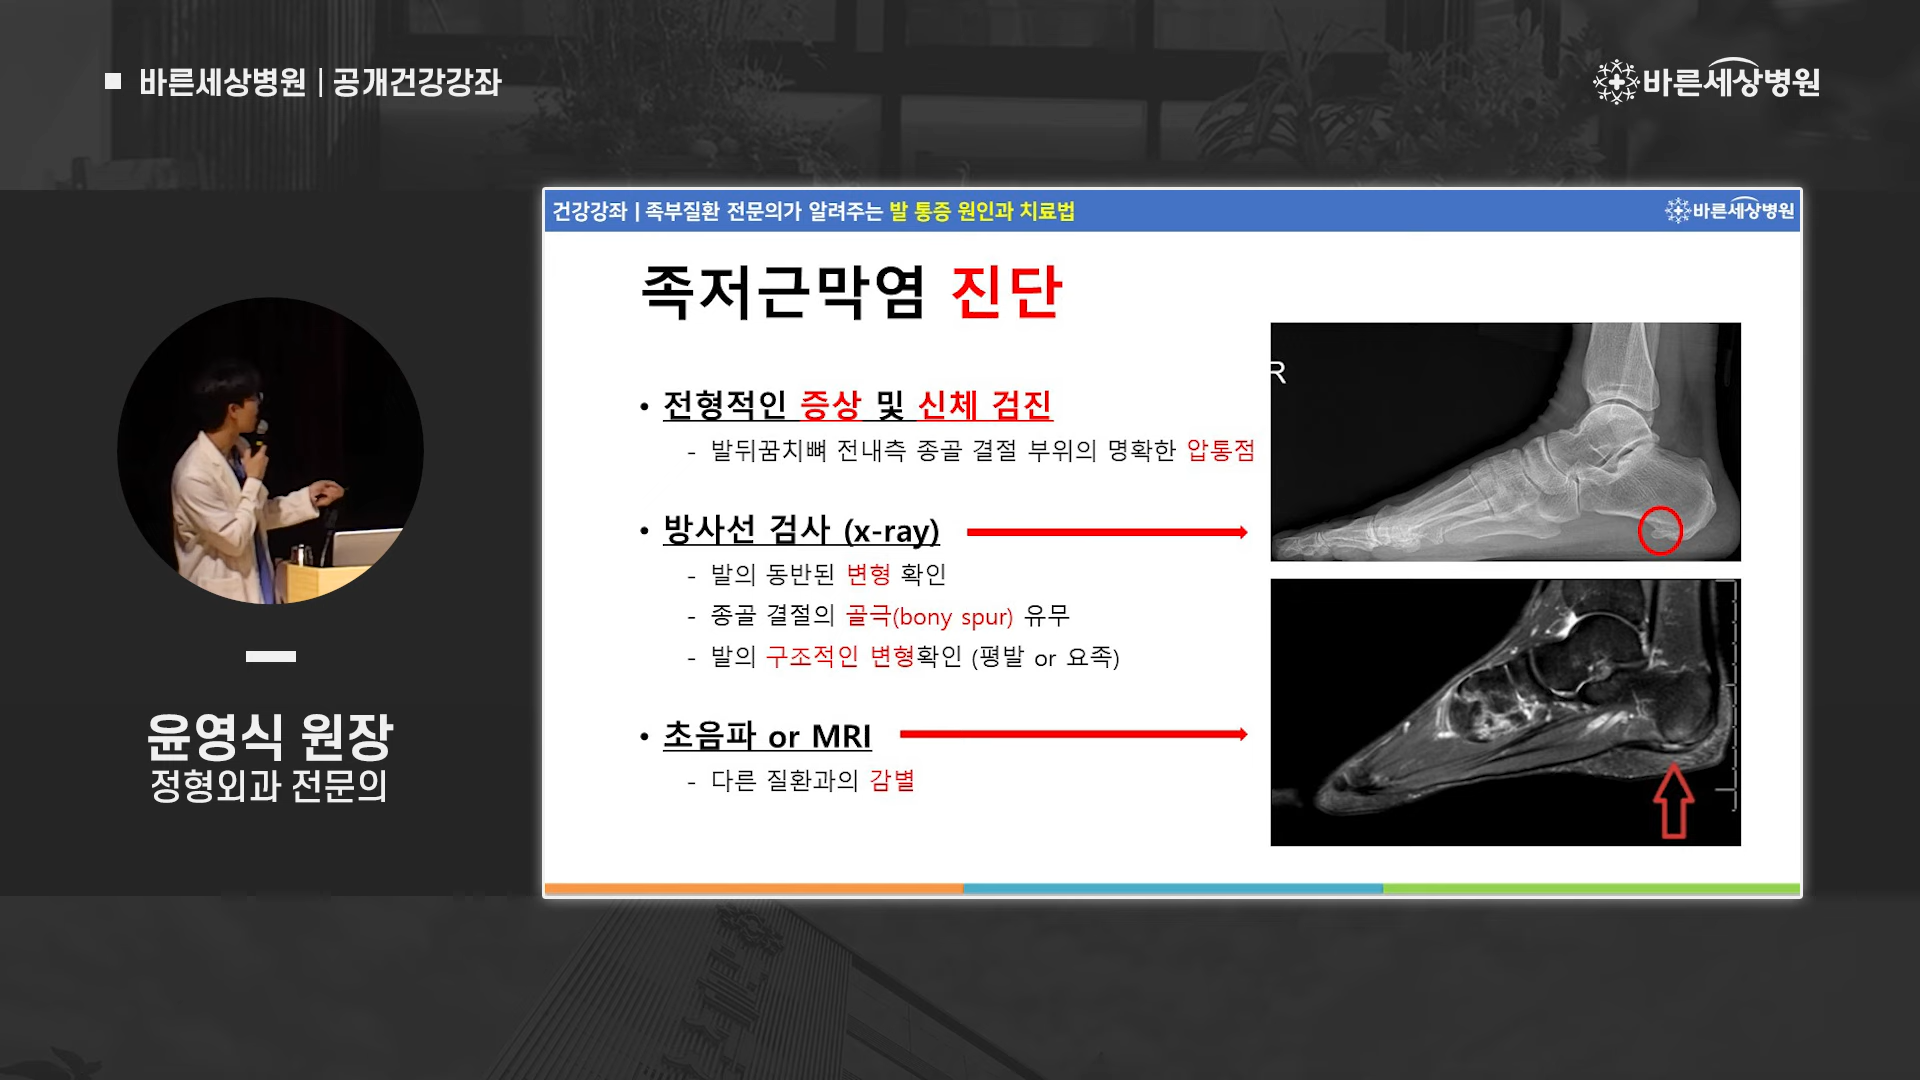 바른세상병원 | 공개건강강좌
바른세상병원
건강강좌 | 족부질환 전문의가 알려주는 발 통증 원인과 치료법
바른세상병원
족저근막염 진단
• 전형적인 증상 및 신체 검진
- 발뒤꿈치뼈 전내측 종골 결절 부위의 명확한 압통점
• 방사선 검사 (x-ray)
- 발의 동반된 변형 확인
- 종골 결절의 골극(bony spur) 유무
- 발의 구조적인 변형확인 (평발 or 요족)
• 초음파 or MRI
- 다른 질환과의 감별
R
윤영식 원장
정형외과 전문의